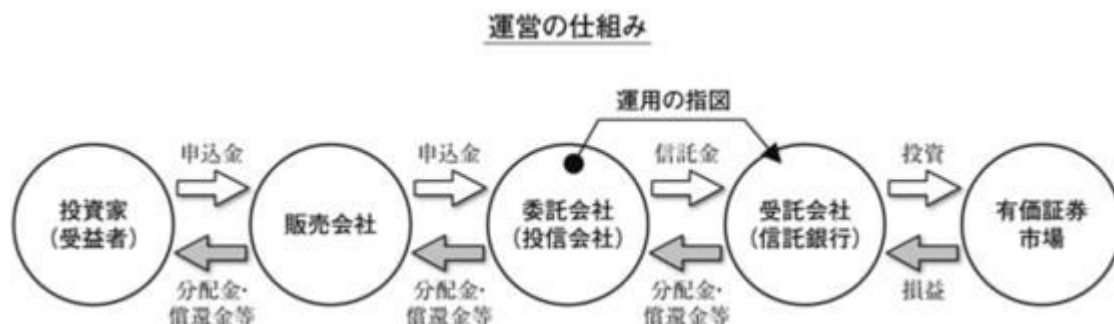 運営の仕組み
運用の指図
申込金
申込金
信託金
投資
投資家
(受益者)
販売会社
委託会社
(投信会社)
受託会社
(信託銀行)
有価証券
市場
分配金・
償還金等
分配金・
償還金等
分配金・
償還金等
損益